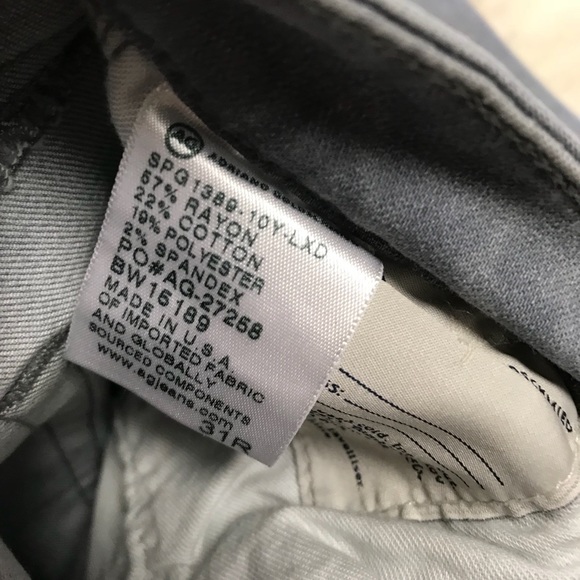 AG ADRIANO
SPG1389-10Y-LXD
57% RAYON
22% COTTON
19% POLYESTER
2% SPANDEX
PO#AG-27258
BW15189
MADE IN U.S.A.
OF IMPORTED FABRIC
AND GLOBALLY
SOURCED COMPONENTS
www.agjeans.com
31R